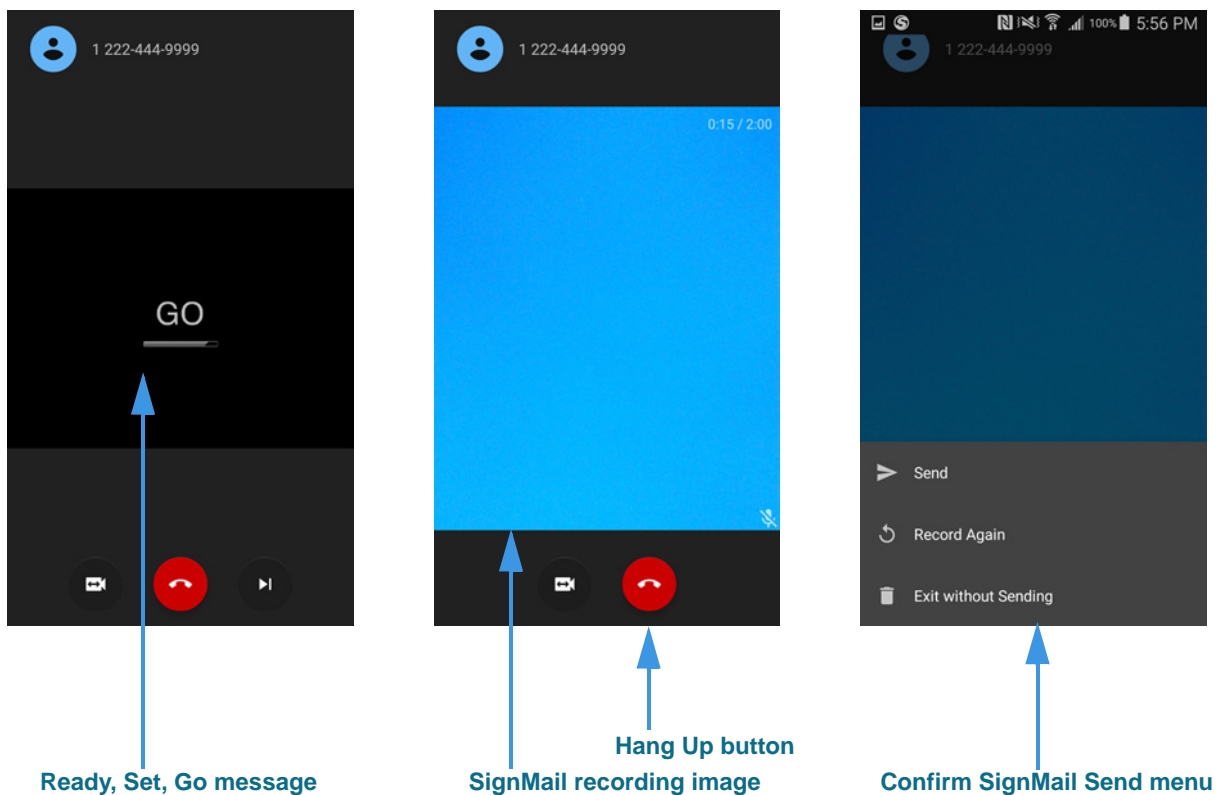 1 222-444-9999
GO
1 222-444-9999
0:15 / 2:00
100% 5:56 PM
1 222-444-9999
Send
Record Again
Exit without Sending
Hang Up button
Ready, Set, Go message
SignMail recording image
Confirm SignMail Send menu